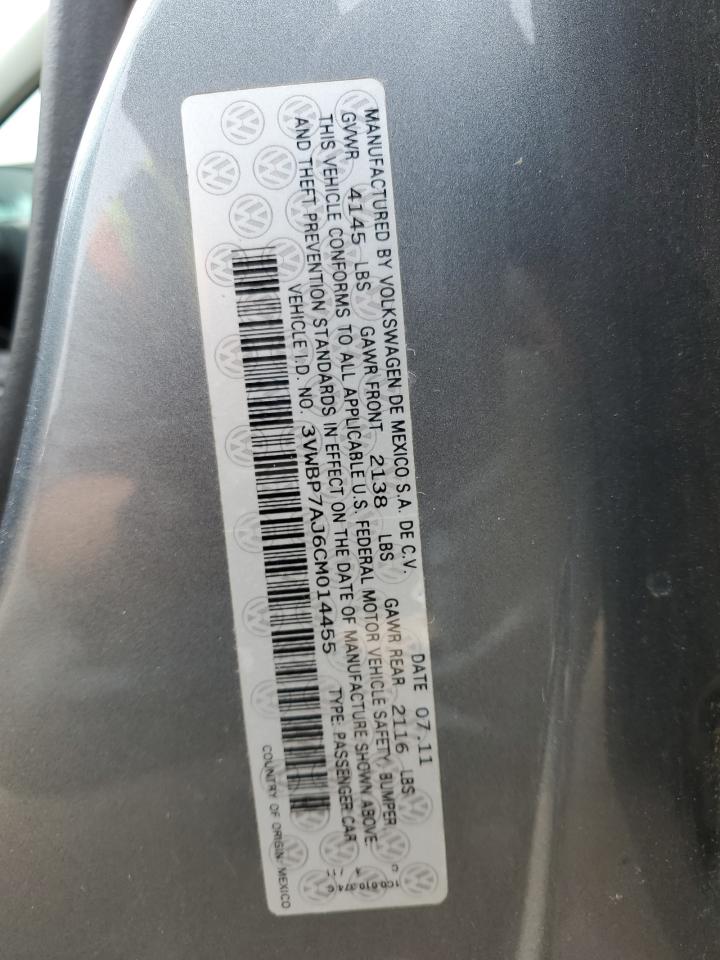 MANUFACTURED BY VOLKSWAGEN DE MEXICO S.A. DE C.V. DATE 07.11
GVWR 4145 LBS GAWR FRONT 2138 LBS GAWR REAR 2116 LBS
THIS VEHICLE CONFORMS TO ALL APPLICABLE U.S. FEDERAL MOTOR VEHICLE SAFETY, BUMPER
AND THEFT PREVENTION STANDARDS IN EFFECT ON THE DATE OF MANUFACTURE SHOWN ABOVE.
VEHICLE I.D. NO. 3VWBP7AJ6CM014455 TYPE: PASSENGER CAR
COUNTRY OF ORIGIN: MEXICO